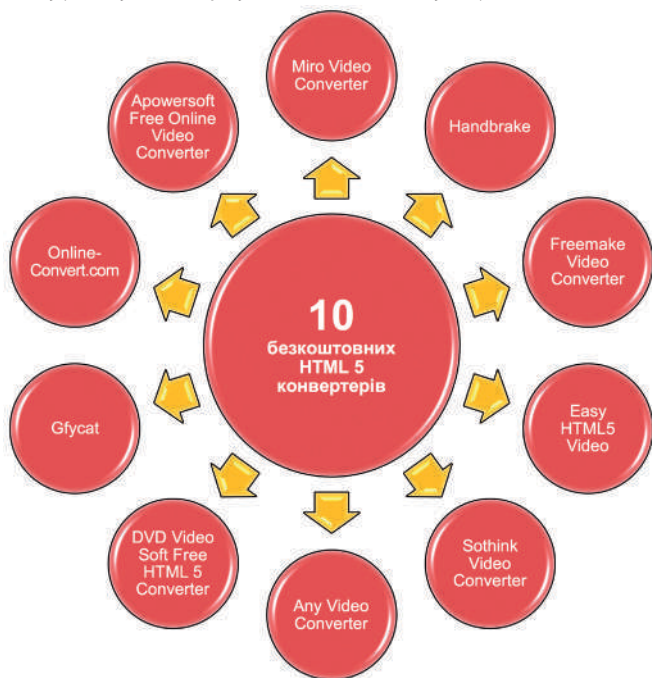 10
безкоштовних
HTML 5
конвертерів
Miro Video
Converter
Handbrake
Freemake
Video
Converter
Easy
HTML5
Video
Sothink
Video
Converter
Any Video
Converter
DVD Video
Soft Free
HTML 5
Converter
Gfycat
Online-
Convert.com
Apowersoft
Free Online
Video
Converter